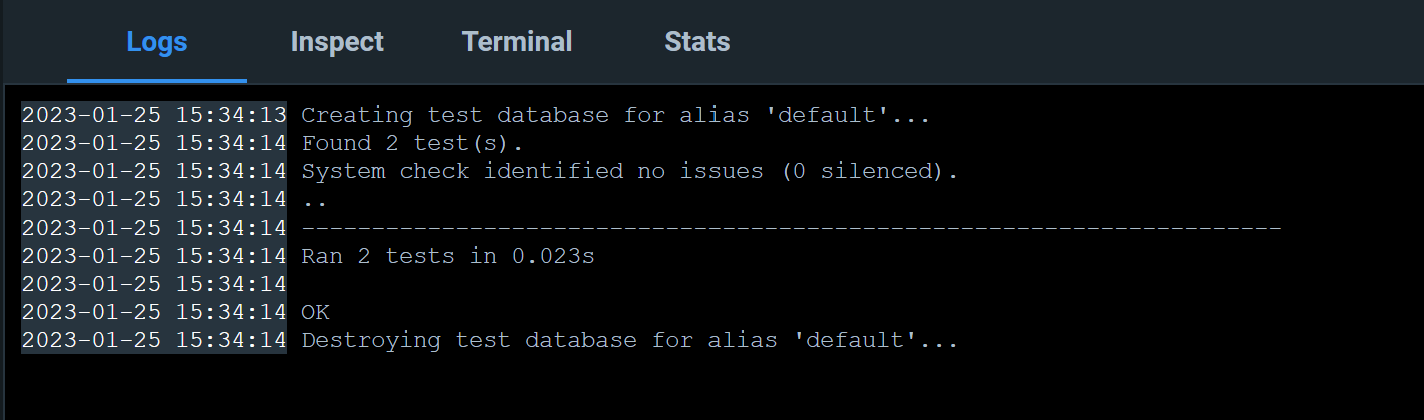 Logs Inspect Terminal Stats
2023-01-25 15:34:13 Creating test database for alias 'default'...
2023-01-25 15:34:14 Found 2 test(s).
2023-01-25 15:34:14 System check identified no issues (0 silenced).
2023-01-25 15:34:14 ..
2023-01-25 15:34:14 ----------------------------------------------------------------------
2023-01-25 15:34:14 Ran 2 tests in 0.023s
2023-01-25 15:34:14
2023-01-25 15:34:14 OK
2023-01-25 15:34:14 Destroying test database for alias 'default'...